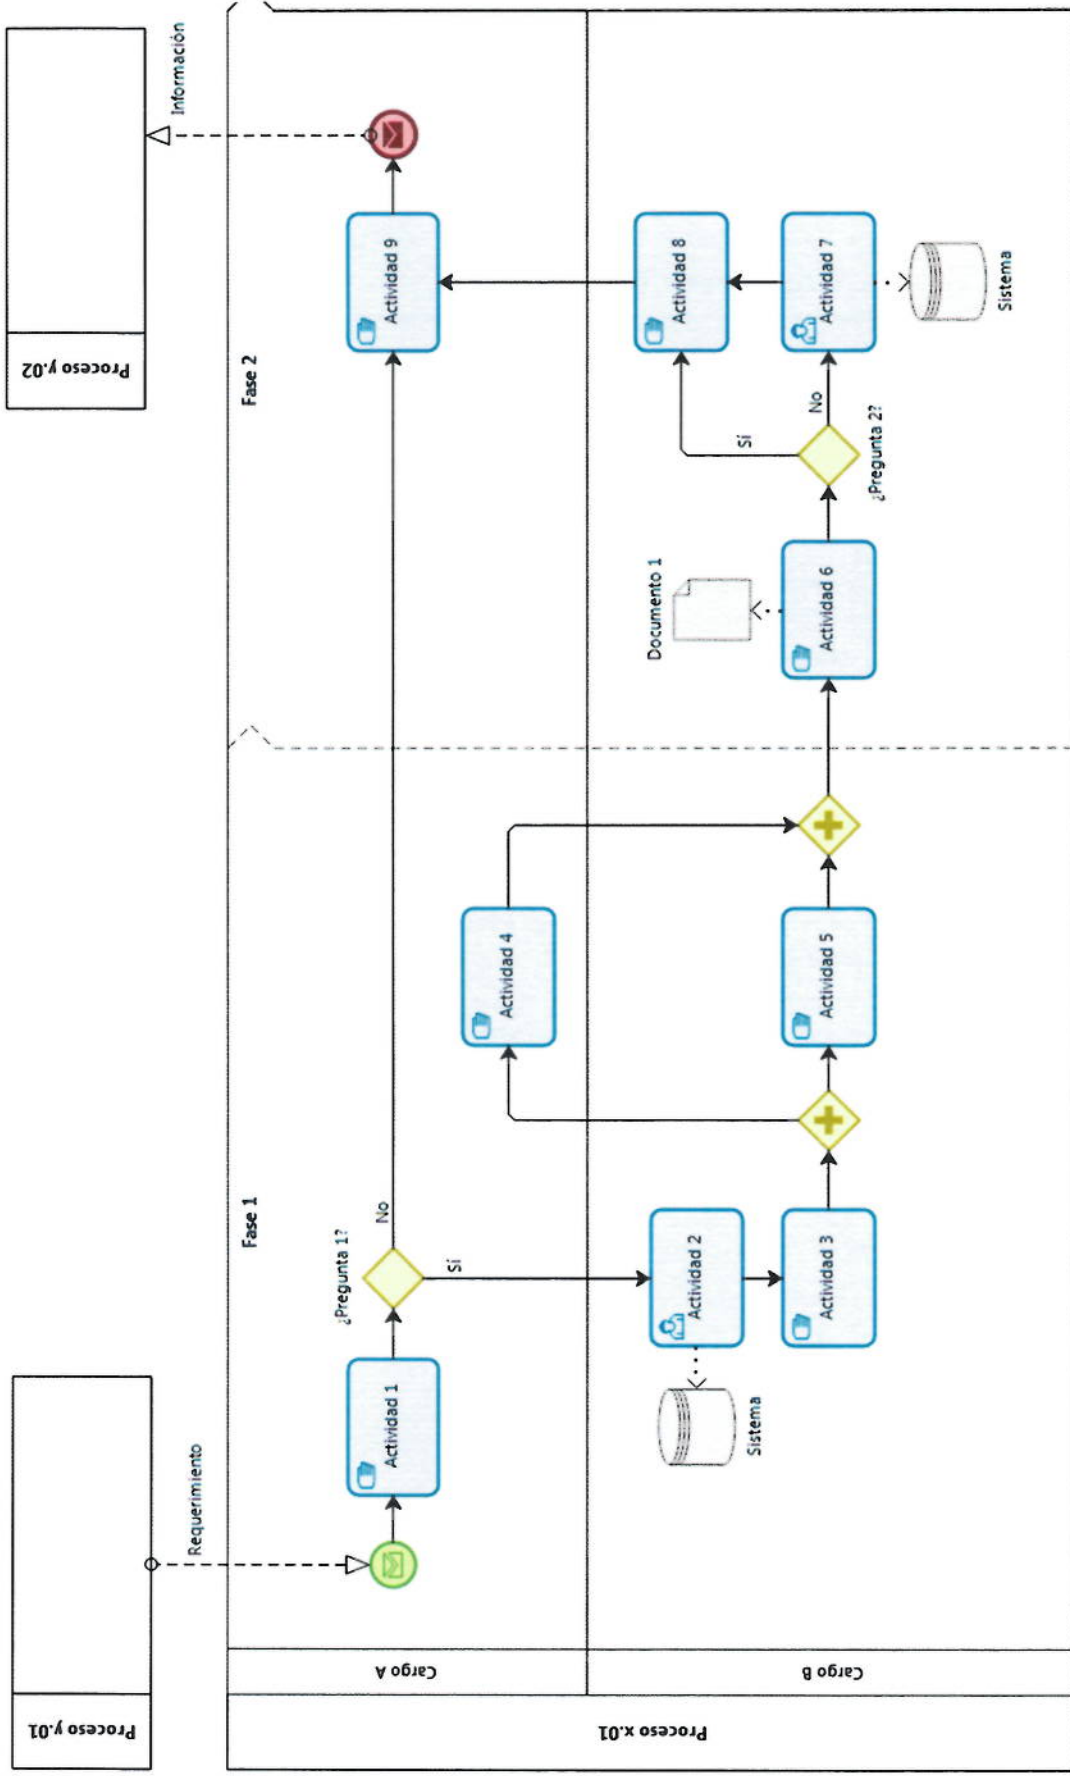 Proceso y.01
Proceso y.02
Requerimiento
Información
Proceso x.01
Cargo A
Cargo B
Fase 1
Fase 2
Actividad 1
¿Pregunta 1?
No
Sí
Actividad 9
Actividad 4
Sistema
Actividad 2
Actividad 3
Actividad 5
Documento 1
Actividad 6
¿Pregunta 2?
Sí
No
Actividad 8
Actividad 7
Sistema